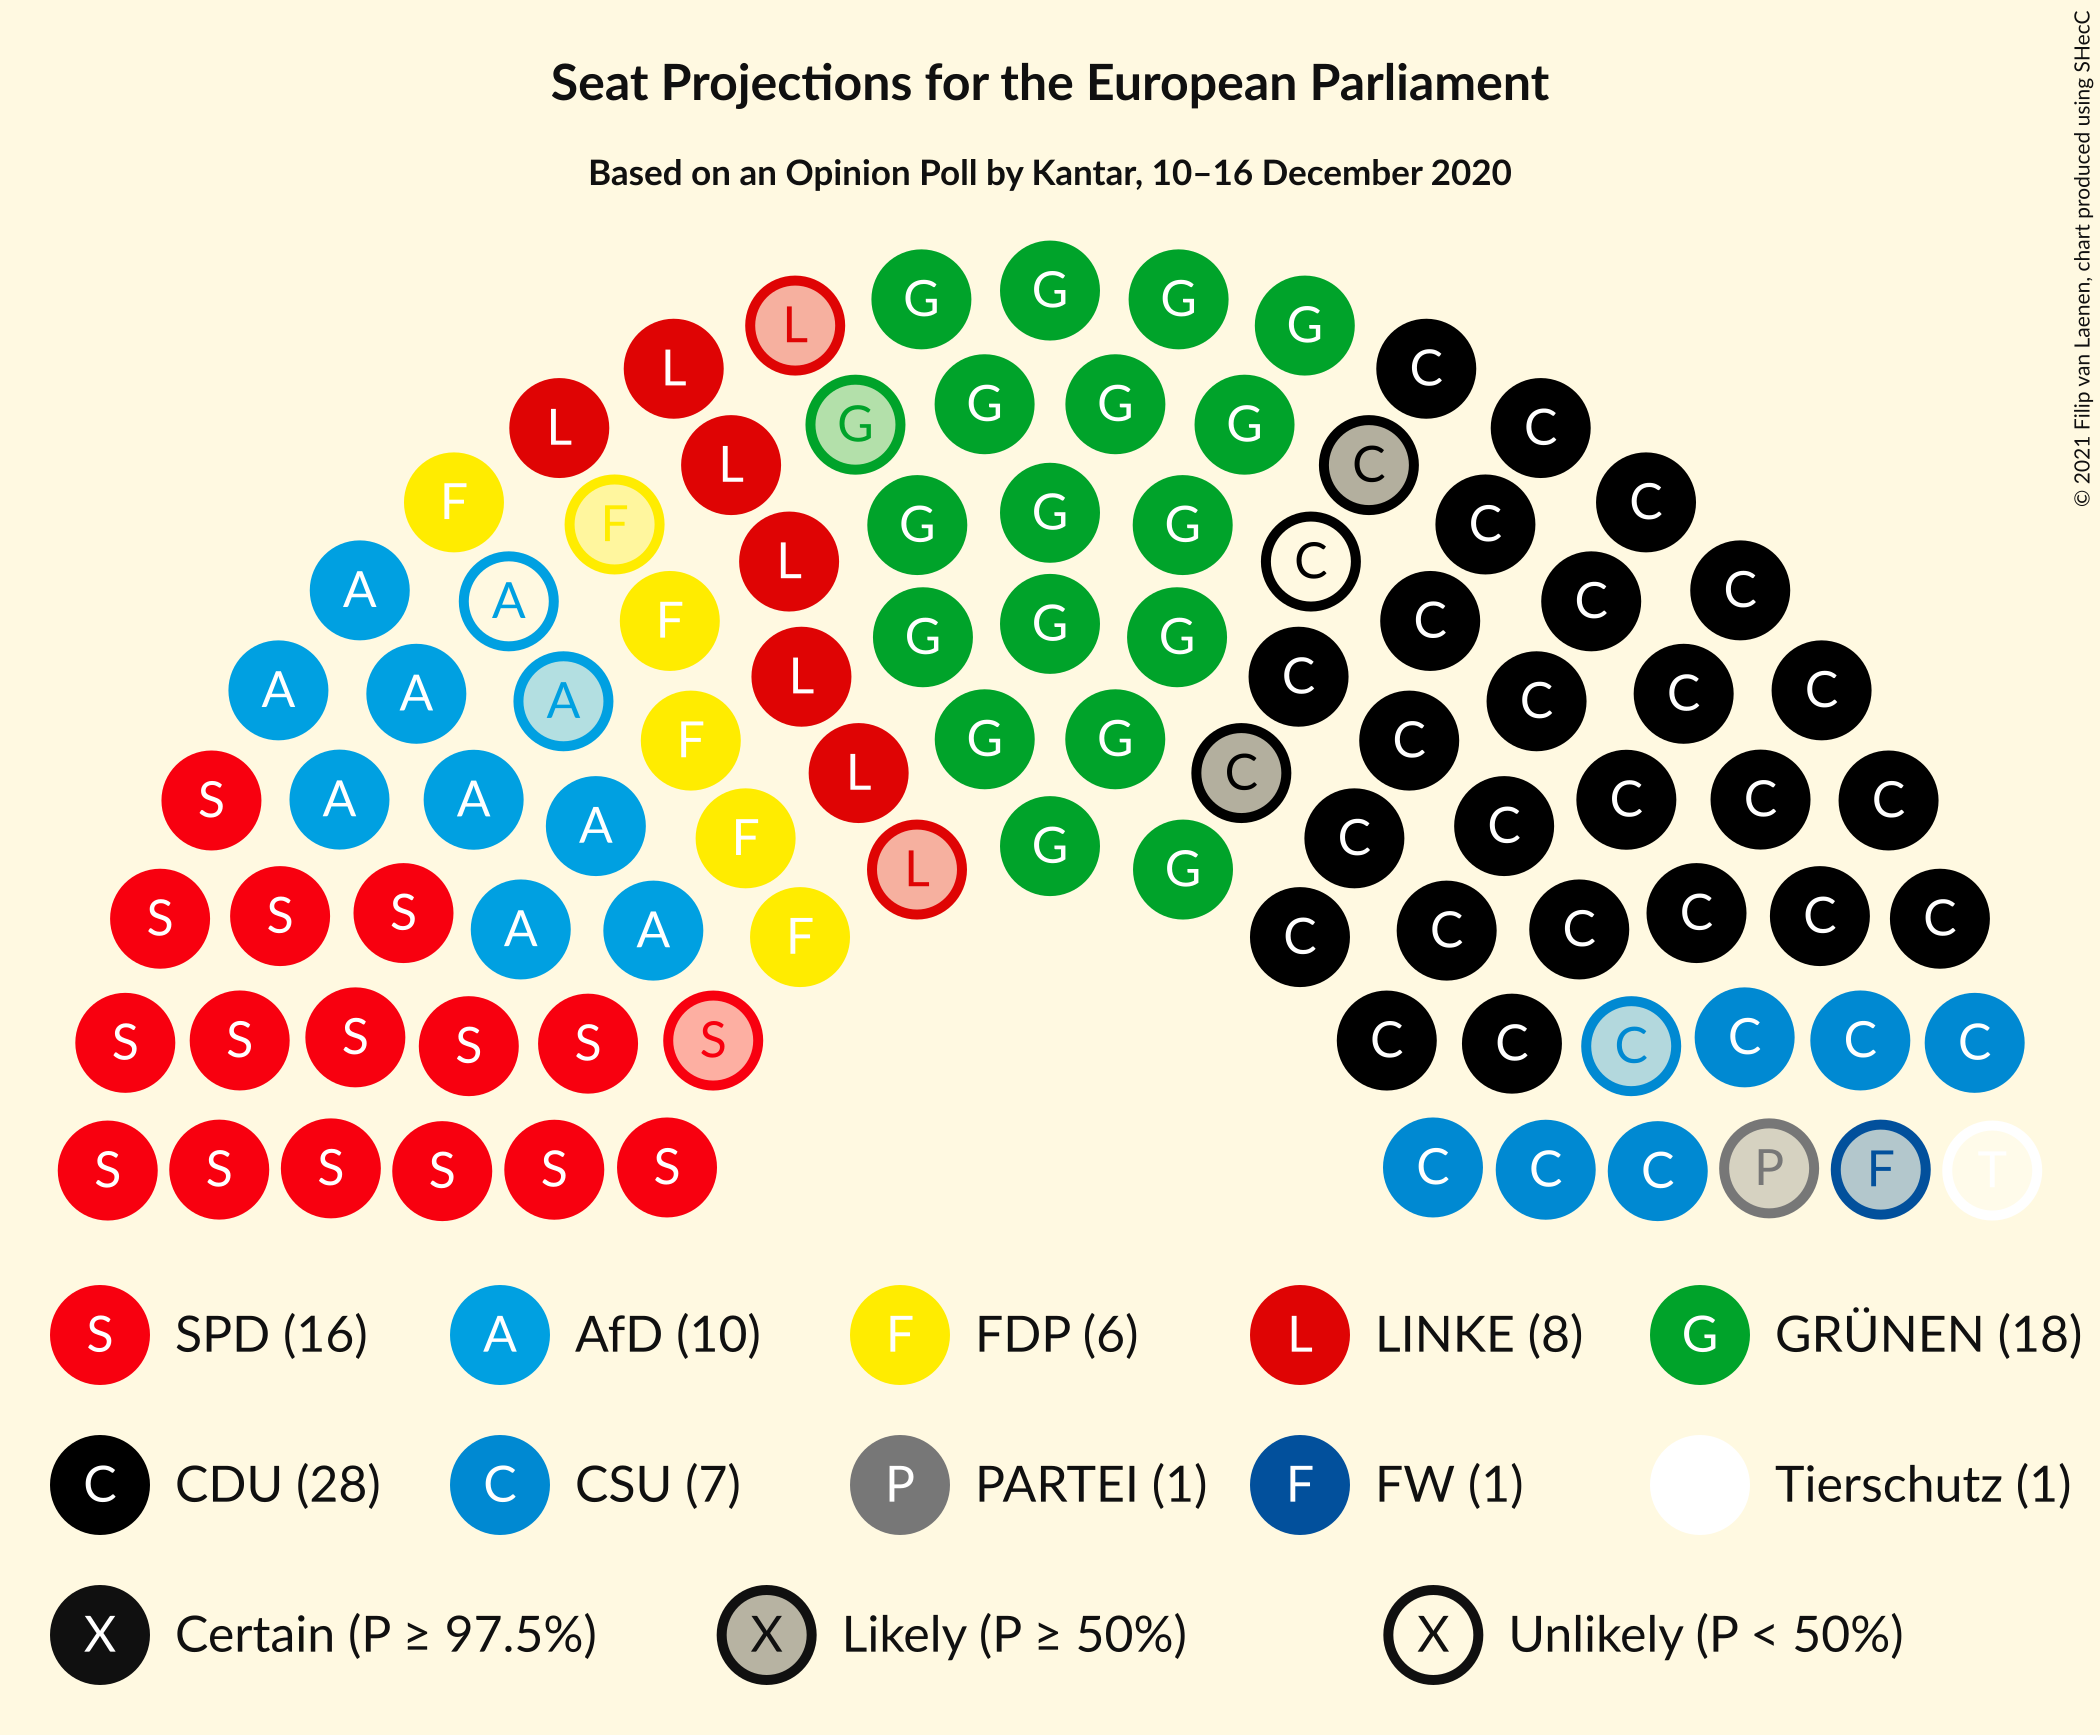 Seat Projections for the European Parliament
Based on an Opinion Poll by Kantar, 10–16 December 2020
© 2021 Filip van Laenen, chart produced using SHecC
G
L G G G
L C
G G G G
L C
L C
F G G G C
F C
L C C
A A F C C
G G G
L C
A A A F C C C C
G G
S A A A L C C C C C
F G C
L G
S S S A A F C C C C C C
S S S S S S C C C C C C
S S S S S S C C C P F T
S SPD (16) A AfD (10) F FDP (6) L LINKE (8) G GRÜNEN (18)
C CDU (28) C CSU (7) P PARTEI (1) F FW (1) Tierschutz (1)
X Certain (P ≥ 97.5%) X Likely (P ≥ 50%) X Unlikely (P < 50%)